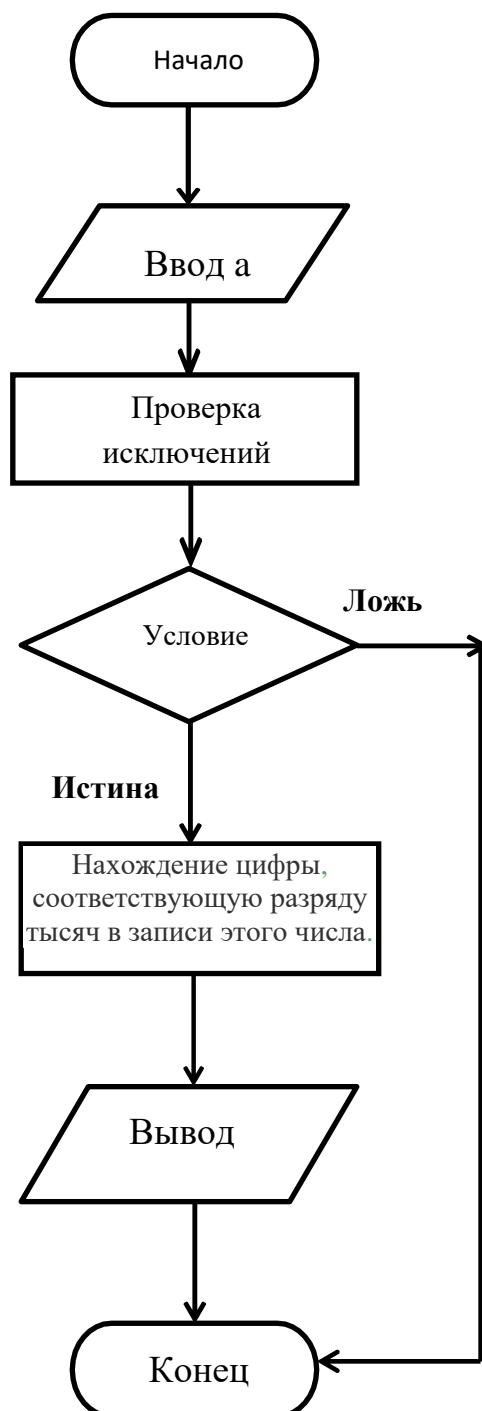 Начало
Ввод а
Проверка
исключений
Ложь
Условие
Истина
Нахождение цифры,
соответствующую разряду
тысяч в записи этого числа.
Вывод
Конец